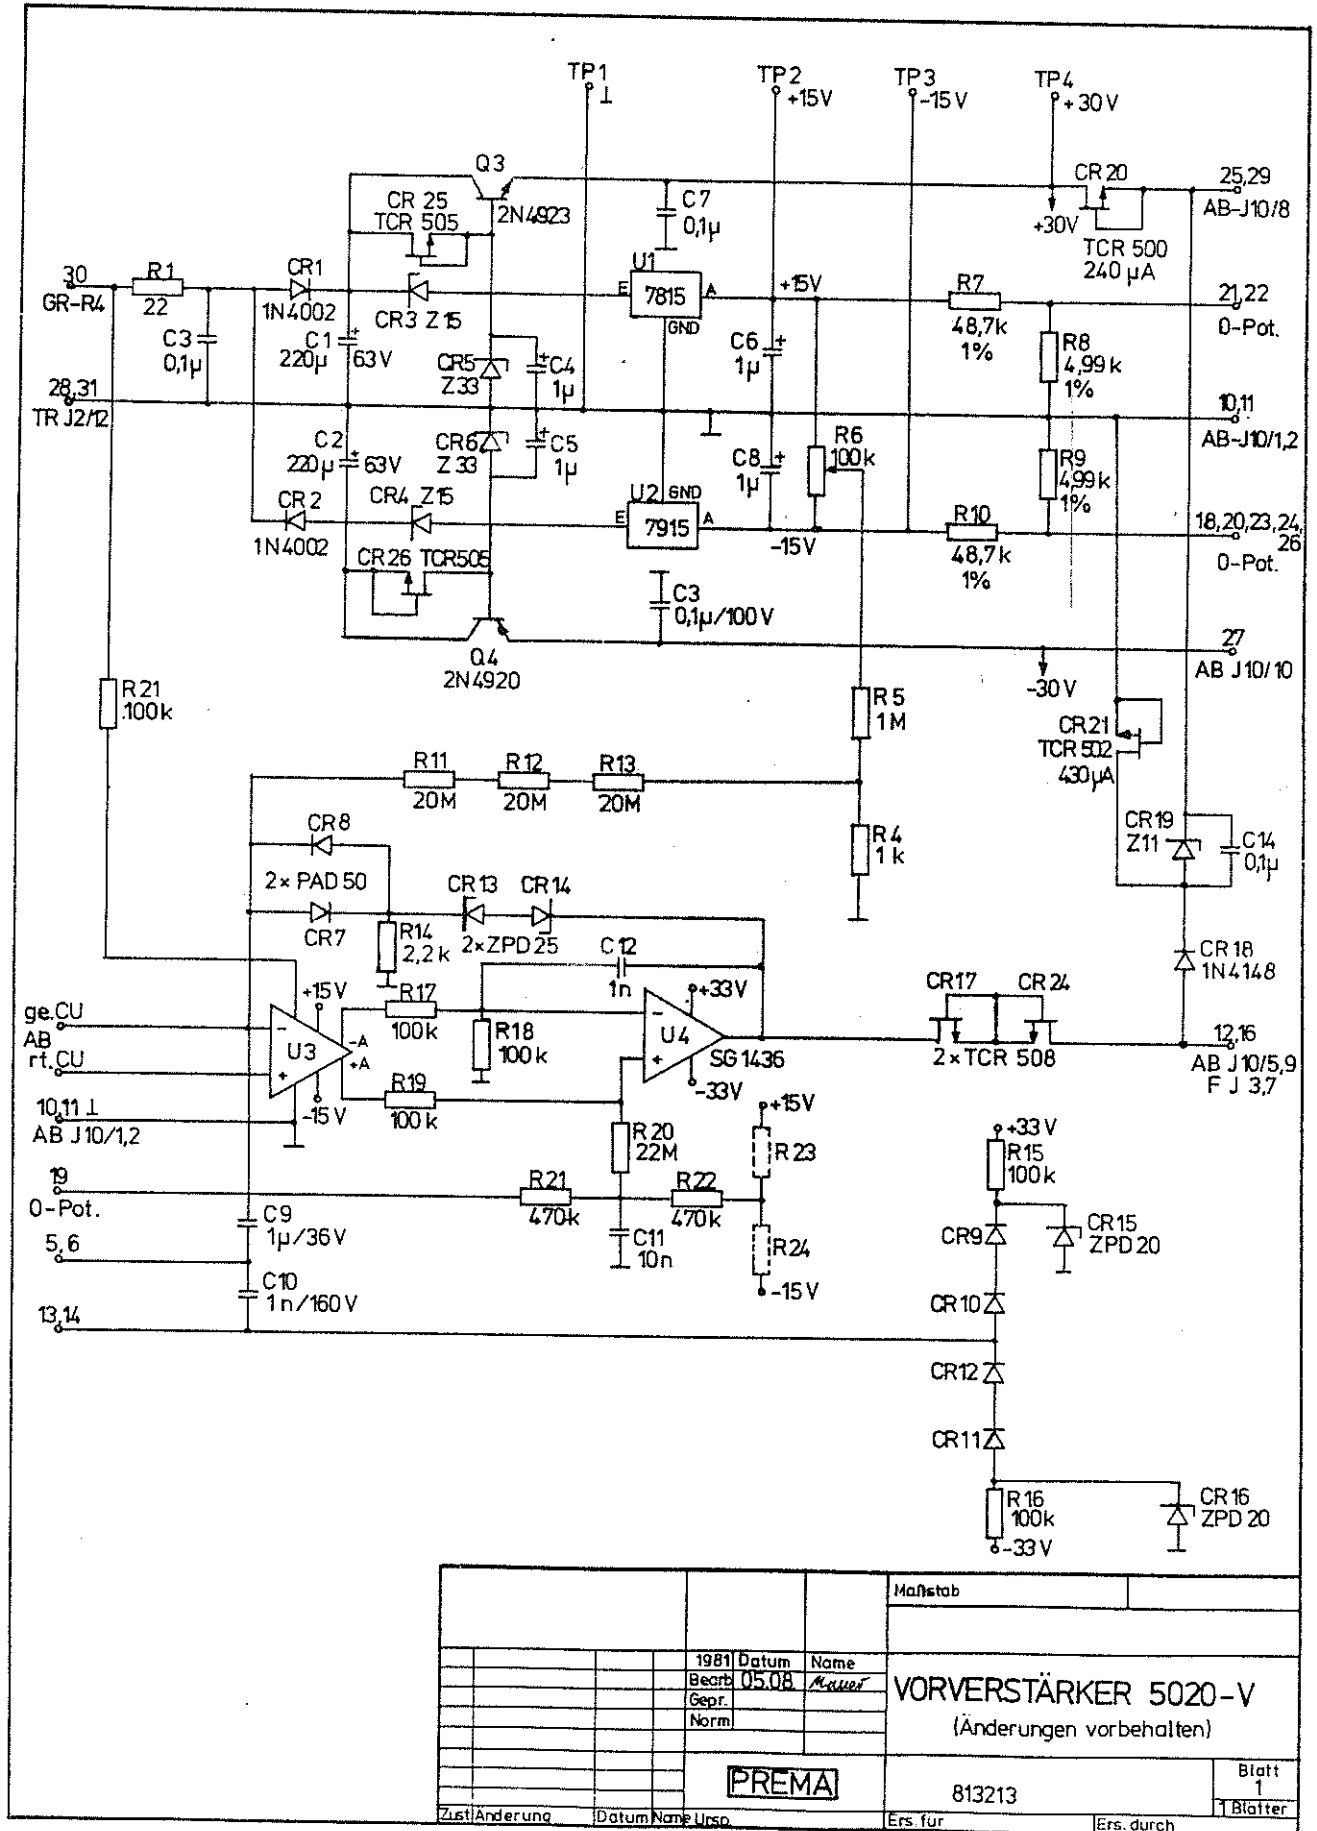 TP1
⊥
TP2
+15V
TP3
-15V
TP4
+30V
Q3
2N4923
CR 25
TCR 505
C7
0,1µ
+30V
CR 20
TCR 500
240 µA
25,29
AB-J10/8
30
GR-R4
R1
22
CR1
1N4002
CR3 Z15
U1
E 7815 A
GND
+15V
R7
48,7k
1%
21,22
0-Pot.
C3
0,1µ
C1 +
220µ 63V
CR5
Z33
+
C4
1µ
C6 +
1µ
R8
4,99k
1%
28,31
TR J2/12
10,11
AB-J10/1,2
C2
220µ + 63V
CR6
Z33
+
C5
1µ
C8 +
1µ
R6
100k
R9
4,99k
1%
CR2
1N4002
CR4 Z15
U2 GND
E 7915 A
-15V
R10
48,7k
1%
18,20,23,24,
26
0-Pot.
CR26 TCR505
C3
0,1µ/100V
Q4
2N4920
-30V
27
AB J10/10
R21
.100k
R5
1M
CR21
TCR 502
430µA
R11
20M
R12
20M
R13
20M
R4
1k
CR19
Z11
C14
0,1µ
CR8
2× PAD 50
CR7
CR13
CR14
2×ZPD25
R14
2,2k
C12
1n
CR18
1N4148
ge.CU
AB
rt.CU
+15V
-
U3
+
-A
+A
-15V
R17
100k
R18
100k
R19
100k
+33V
-
U4
+
SG1436
-33V
CR17
CR24
2×TCR 508
12,16
AB J10/5,9
F J 3,7
10,11 ⊥
AB J10/1,2
R20
22M
+15V
R23
+33V
R15
100k
19
0-Pot.
R21
470k
R22
470k
C9
1µ/36V
C11
10n
R24
-15V
CR9
CR15
ZPD20
5,6
C10
1n/160V
CR10
13,14
CR12
CR11
R16
100k
-33V
CR16
ZPD 20
Maßstab
1981 Datum Name
Bearb 05.08.
Gepr.
Norm
VORVERSTÄRKER 5020-V
(Änderungen vorbehalten)
PREMA
813213
Blatt
1
1 Blätter
Zust Änderung Datum Name Ursp. Ers. für Ers. durch